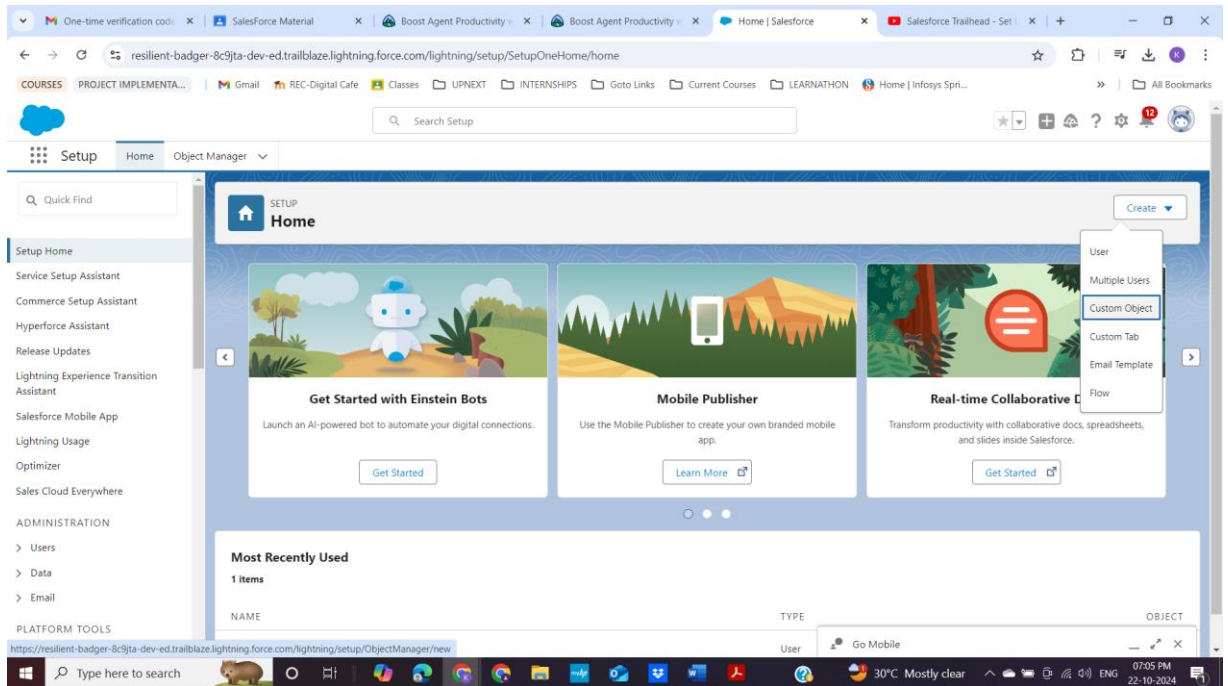 One-time verification code
SalesForce Material
Boost Agent Productivity
Boost Agent Productivity
Home | Salesforce
Salesforce Trailhead - Set
resilient-badger-8c9jta-dev-ed.trailblaze.lightning.force.com/lightning/setup/SetupOneHome/home
K
COURSES
PROJECT IMPLEMENTA...
Gmail
REC-Digital Cafe
Classes
UPNEXT
INTERNSHIPS
Goto Links
Current Courses
LEARNATHON
Home | Infosys Spri...
»
All Bookmarks
Search Setup
12
Setup
Home
Object Manager
Quick Find
SETUP
Home
Create
User
Multiple Users
Custom Object
Custom Tab
Email Template
Flow
Setup Home
Service Setup Assistant
Commerce Setup Assistant
Hyperforce Assistant
Release Updates
Lightning Experience Transition
Assistant
Salesforce Mobile App
Lightning Usage
Optimizer
Sales Cloud Everywhere
ADMINISTRATION
Users
Data
Email
PLATFORM TOOLS
Get Started with Einstein Bots
Launch an AI-powered bot to automate your digital connections.
Get Started
Mobile Publisher
Use the Mobile Publisher to create your own branded mobile
app.
Learn More
Real-time Collaborative D
Transform productivity with collaborative docs, spreadsheets,
and slides inside Salesforce.
Get Started
Most Recently Used
1 items
NAME
TYPE
OBJECT
User
Go Mobile
https://resilient-badger-8c9jta-dev-ed.trailblaze.lightning.force.com/lightning/setup/ObjectManager/new
Type here to search
30°C Mostly clear
ENG
07:05 PM
22-10-2024